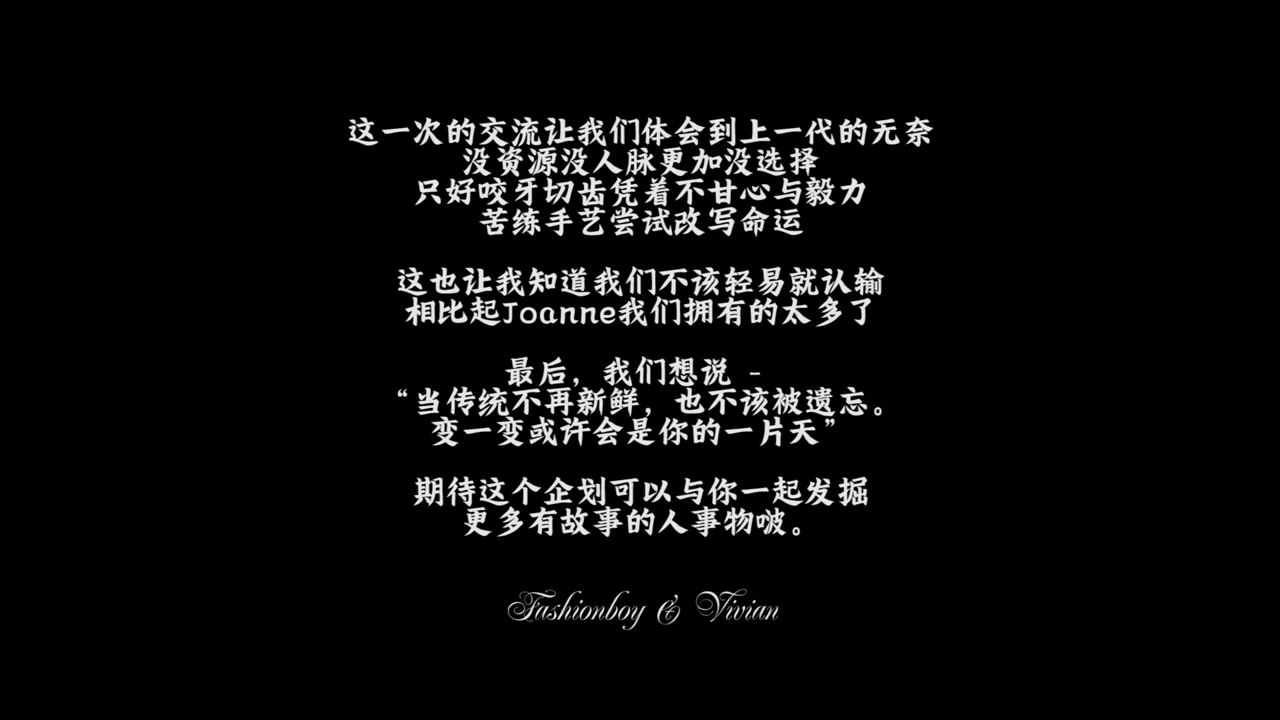 这一次的交流让我们体会到上一代的无奈
没资源没人脉更加没选择
只好咬牙切齿凭着不甘心与毅力
苦练手艺尝试改写命运
这也让我知道我们不该轻易就认输
相比起Joanne我们拥有的太多了
最后，我们想说 -
“当传统不再新鲜，也不该被遗忘。
变一变或许会是你的一片天”
期待这个企划可以与你一起发掘
更多有故事的人事物啵。
Fashionboy & Vivian